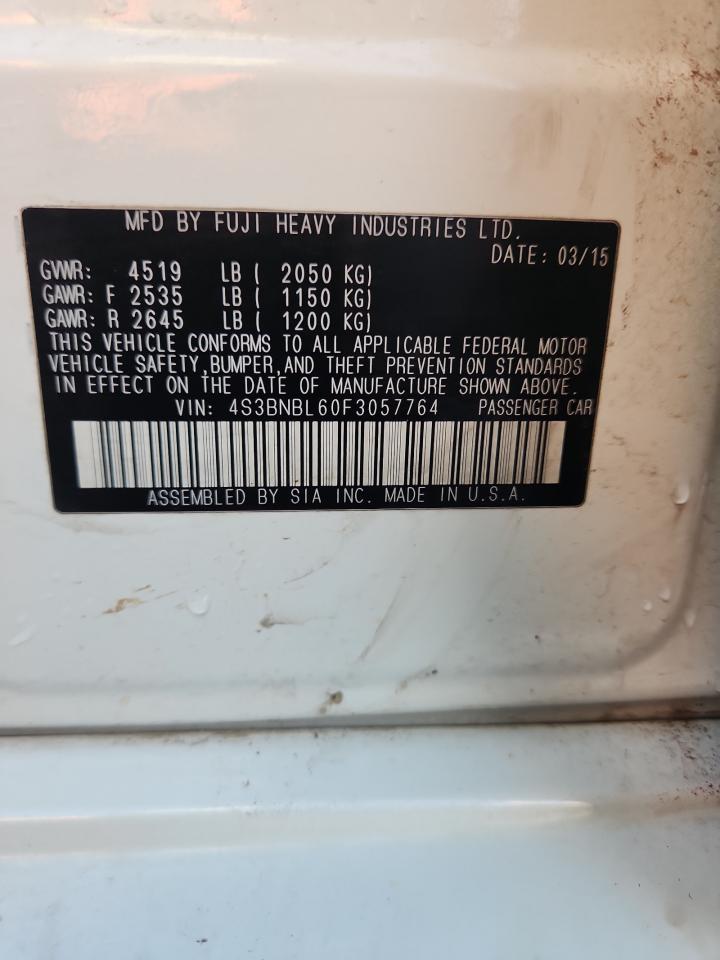 MFD BY FUJI HEAVY INDUSTRIES LTD.
DATE: 03/15
GVWR: 4519 LB ( 2050 KG)
GAWR: F 2535 LB ( 1150 KG)
GAWR: R 2645 LB ( 1200 KG)
THIS VEHICLE CONFORMS TO ALL APPLICABLE FEDERAL MOTOR
VEHICLE SAFETY, BUMPER, AND THEFT PREVENTION STANDARDS
IN EFFECT ON THE DATE OF MANUFACTURE SHOWN ABOVE.
VIN: 4S3BNBL60F3057764 PASSENGER CAR
ASSEMBLED BY SIA INC. MADE IN U.S.A.